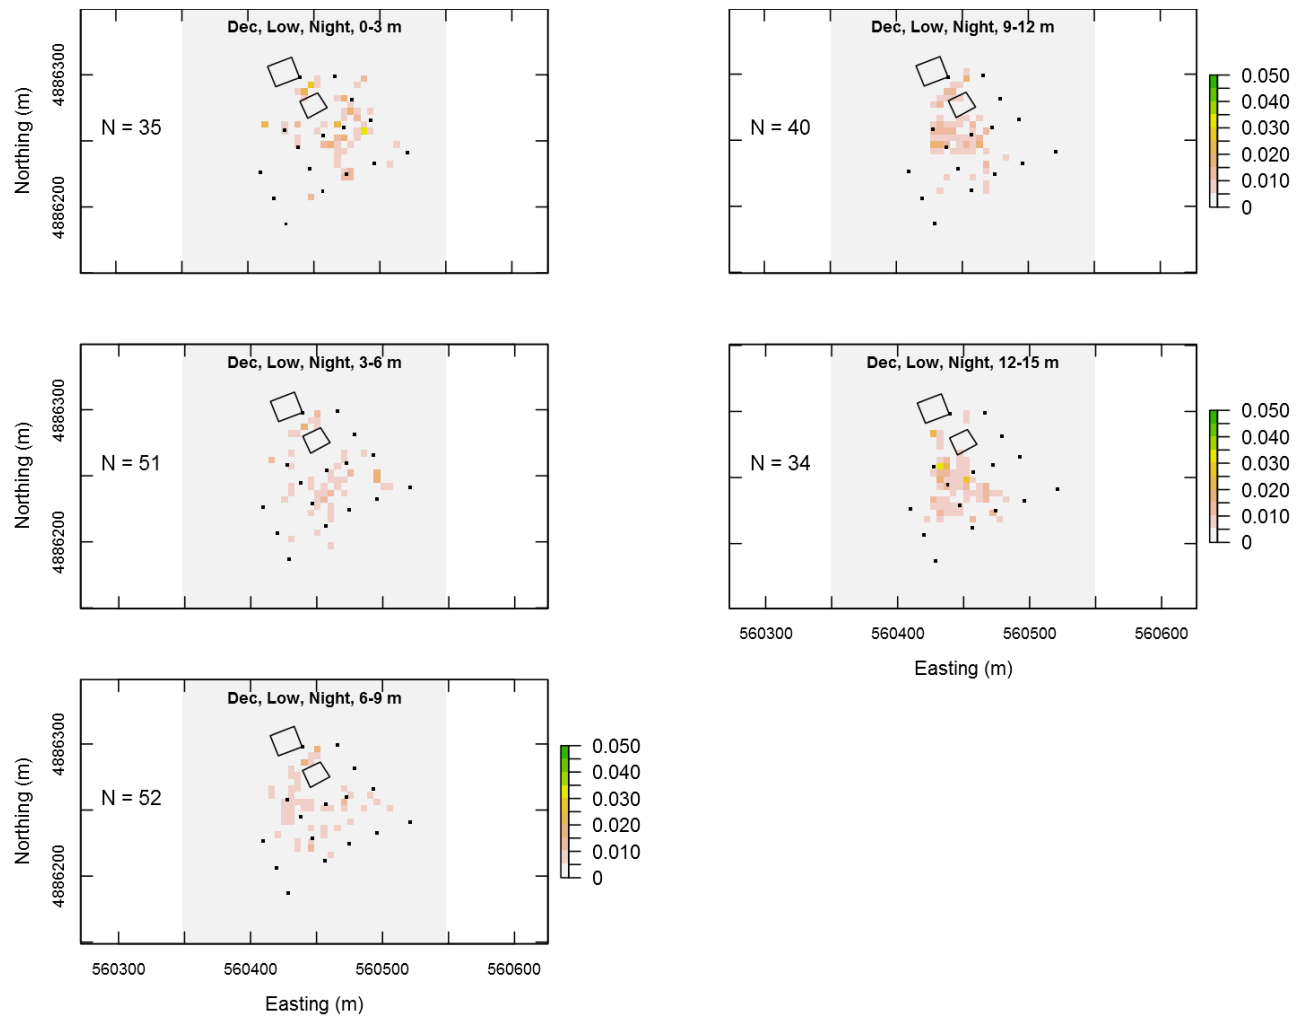 Dec, Low, Night, 0-3 m
Northing (m)
4886300
4886200
N = 35
Dec, Low, Night, 9-12 m
N = 40
0.050
0.040
0.030
0.020
0.010
0
Dec, Low, Night, 3-6 m
Northing (m)
4886300
4886200
N = 51
Dec, Low, Night, 12-15 m
N = 34
0.050
0.040
0.030
0.020
0.010
0
560300 560400 560500 560600
Easting (m)
Dec, Low, Night, 6-9 m
Northing (m)
4886300
4886200
N = 52
0.050
0.040
0.030
0.020
0.010
0
560300 560400 560500 560600
Easting (m)